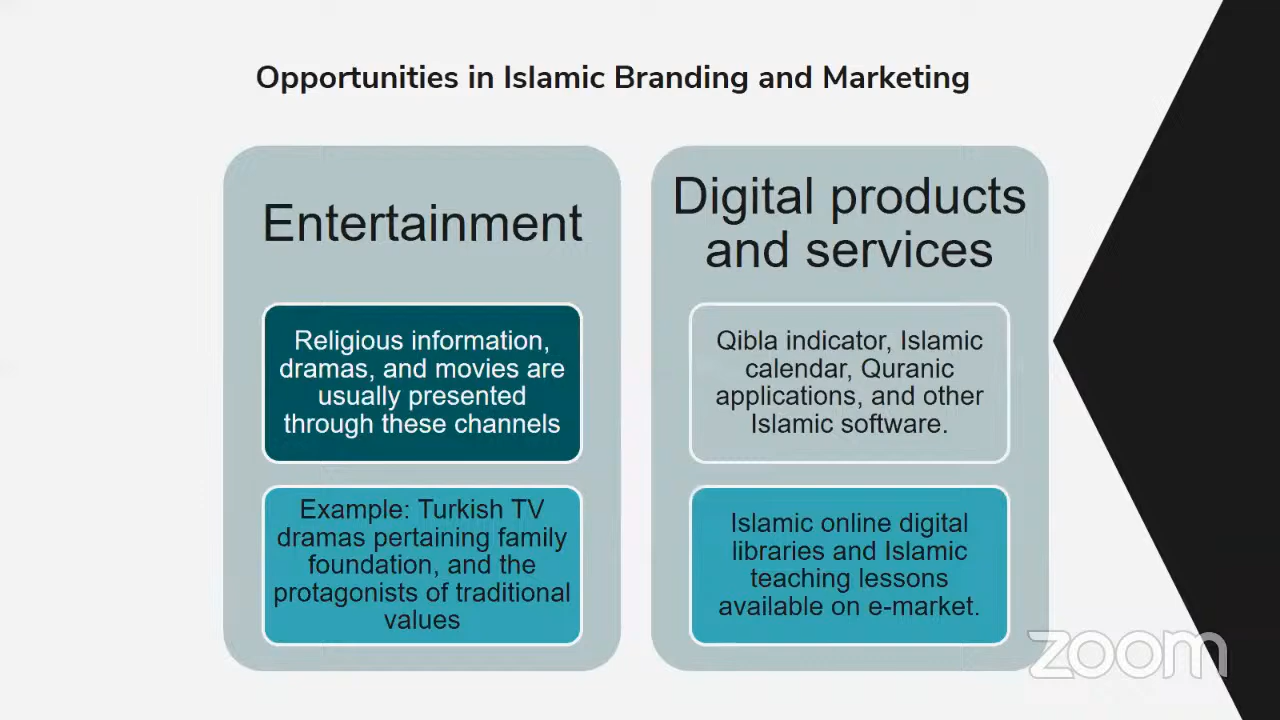 Opportunities in Islamic Branding and Marketing
Entertainment
Religious information,
dramas, and movies are
usually presented
through these channels
Example: Turkish TV
dramas pertaining family
foundation, and the
protagonists of traditional
values
Digital products
and services
Qibla indicator, Islamic
calendar, Quranic
applications, and other
Islamic software.
Islamic online digital
libraries and Islamic
teaching lessons
available on e-market.
zoom